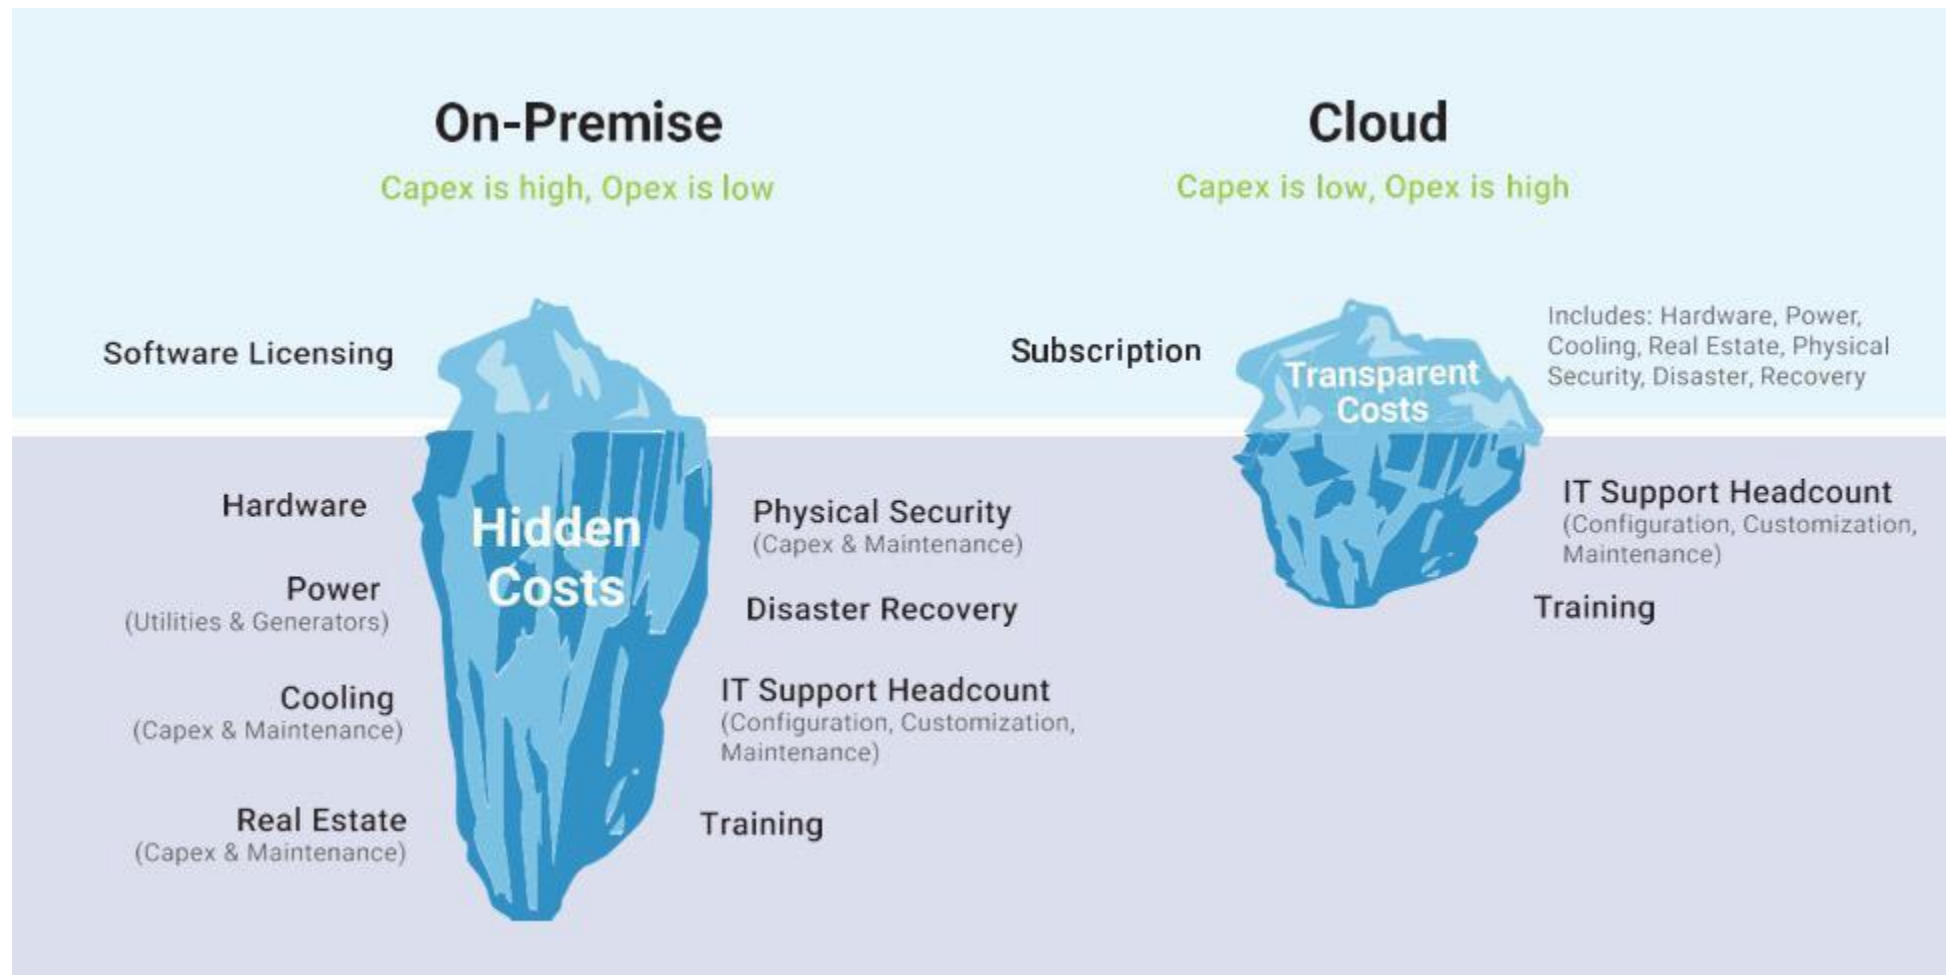 On-Premise
Capex is high, Opex is low
Software Licensing
Hidden
Costs
Hardware
Power
(Utilities & Generators)
Cooling
(Capex & Maintenance)
Real Estate
(Capex & Maintenance)
Physical Security
(Capex & Maintenance)
Disaster Recovery
IT Support Headcount
(Configuration, Customization,
Maintenance)
Training
Cloud
Capex is low, Opex is high
Subscription
Transparent
Costs
Includes: Hardware, Power,
Cooling, Real Estate, Physical
Security, Disaster, Recovery
IT Support Headcount
(Configuration, Customization,
Maintenance)
Training